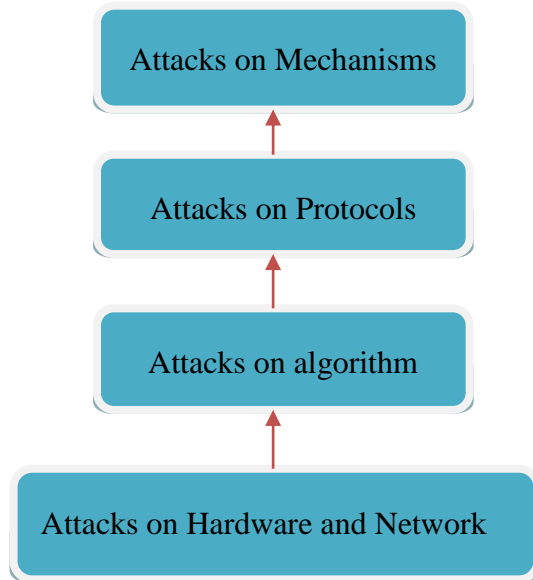 Attacks on Mechanisms
Attacks on Protocols
Attacks on algorithm
Attacks on Hardware and Network